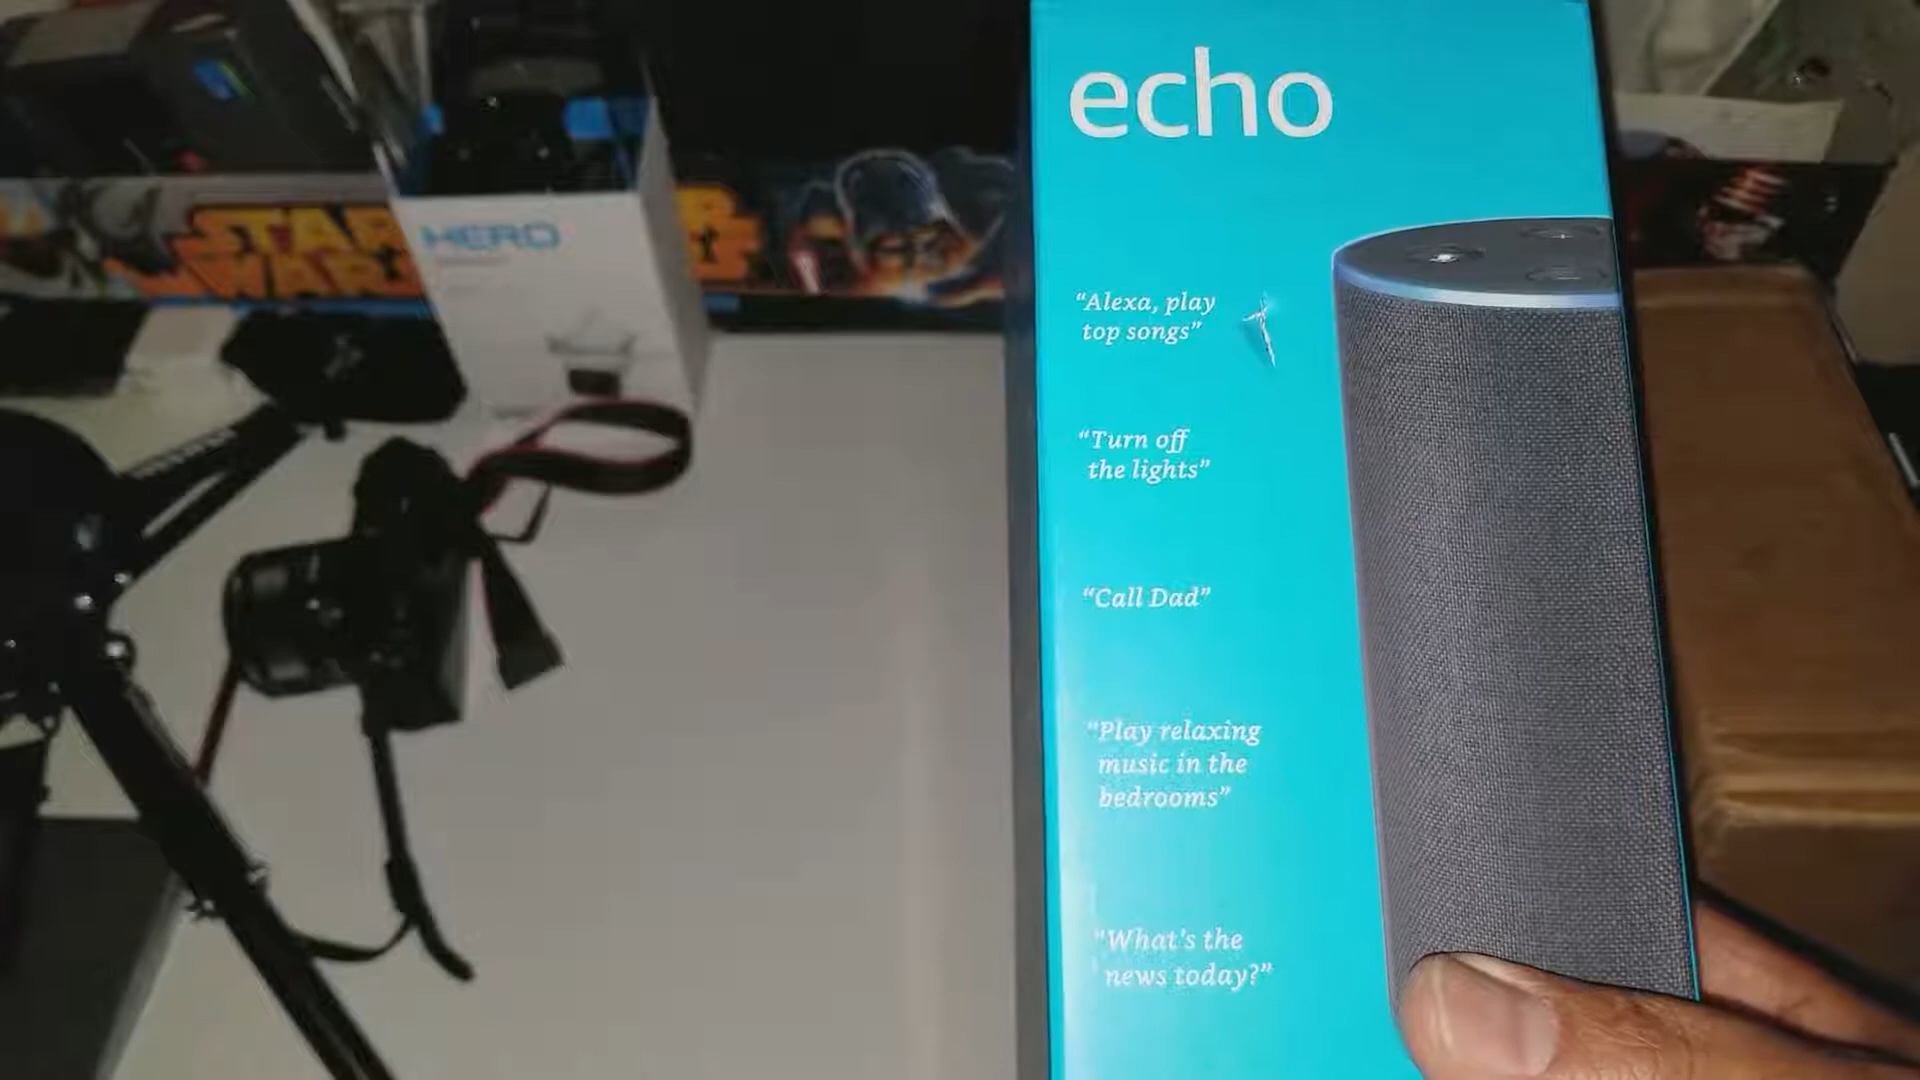 echo
“Alexa, play
top songs”
“Turn off
the lights”
“Call Dad”
“Play relaxing
music in the
bedrooms”
“What's the
news today?”
HERO
STAR
WARS